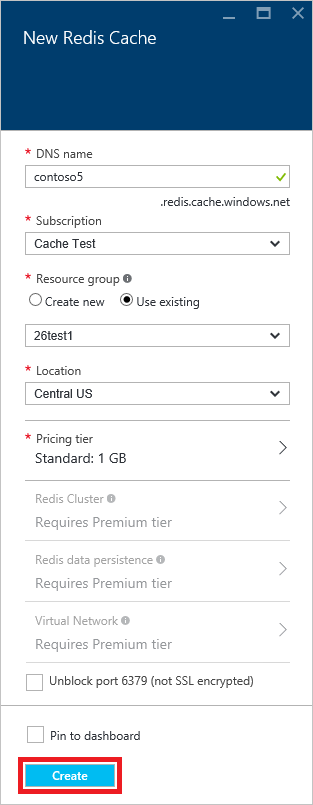 New Redis Cache
* DNS name
contoso5
.redis.cache.windows.net
* Subscription
Cache Test
* Resource group
Create new Use existing
26test1
* Location
Central US
* Pricing tier
Standard: 1 GB
Redis Cluster
Requires Premium tier
Redis data persistence
Requires Premium tier
Virtual Network
Requires Premium tier
Unblock port 6379 (not SSL encrypted)
Pin to dashboard
Create